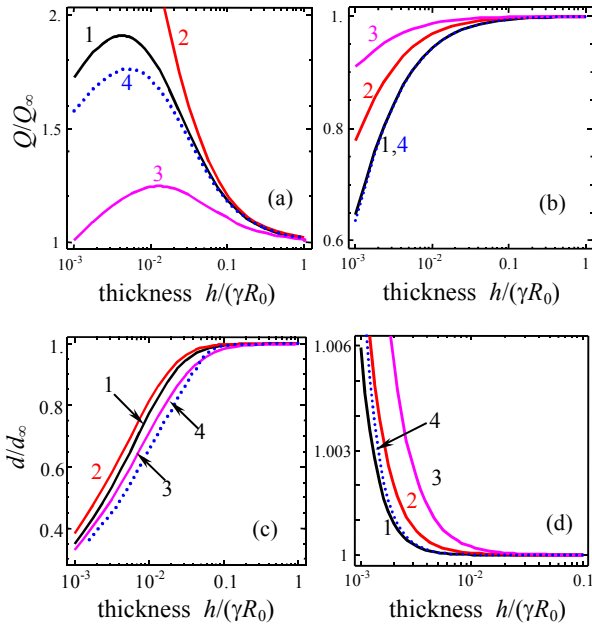 2.
1.5
1
Q/Q∞
1
2
3
4
(a)
10⁻³ 10⁻² 0.1 1
thickness h/(γR₀)
1.
0.8
0.6
3
2
1,4
(b)
10⁻³ 10⁻² 0.1 1
thickness h/(γR₀)
1.
0.8
0.6
0.4
d/d∞
1
2
3
4
(c)
10⁻³ 10⁻² 0.1 1
thickness h/(γR₀)
1.006
1.003
1
4
3
2
1
(d)
10⁻³ 10⁻² 0.1
thickness h/(γR₀)